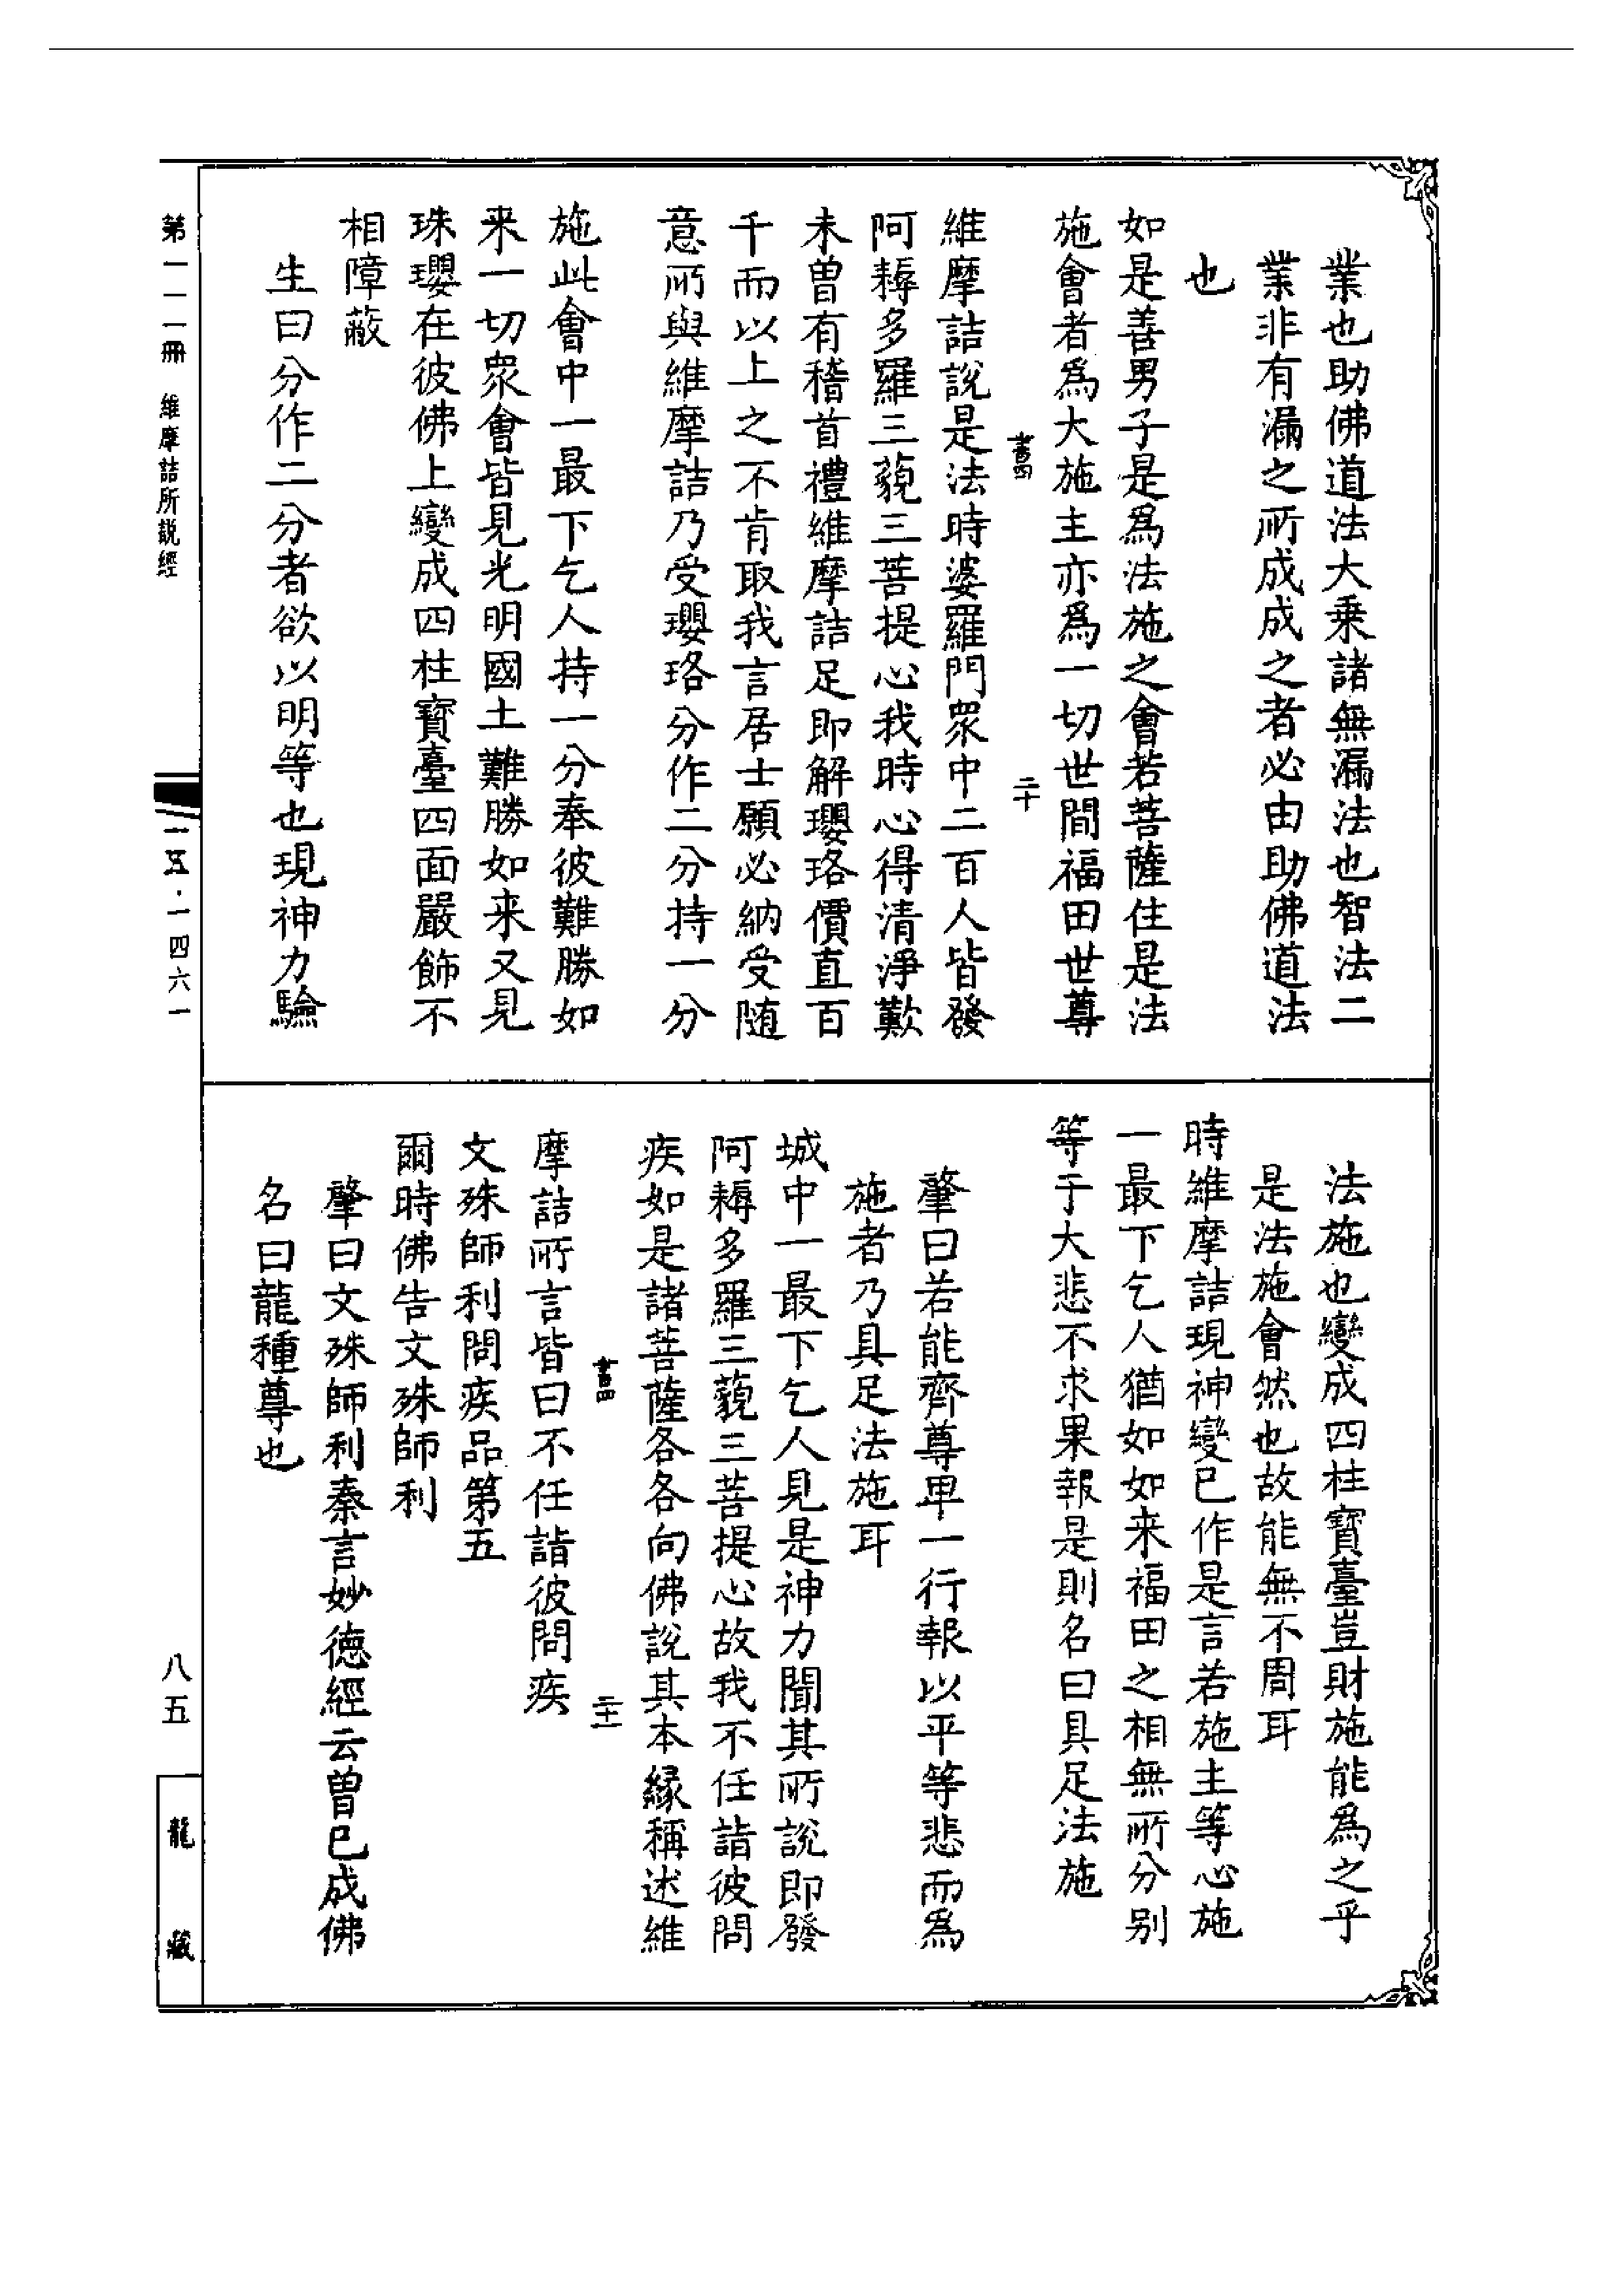 業也助佛道法大乗諸無漏法也智法二
業非有漏之所成成之者必由助佛道法
也
如是善男子是爲法施之會若菩薩住是法
施會者爲大施主亦爲一切世間福田世尊
書四
二十
維摩詰說是法時婆羅門衆中二百人皆發
阿耨多羅三藐三菩提心我時心得清淨歎
未曽有稽首禮維摩詰足即解瓔珞價直百
千而以上之不肯取我言居士願必納受随
意所與維摩詰乃受瓔珞分作二分持一分
施此會中一最下乞人持一分奉彼難勝如
来一切衆會皆見光明國土難勝如来又見
珠瓔在彼佛上變成四柱寳臺四面嚴飾不
相障蔽
生曰分作二分者欲以明等也現神力驗
法施也變成四柱寳臺豈財施能爲之乎
是法施會然也故能無不周耳
時維摩詰現神變已作是言若施主等心施
一最下乞人猶如如来福田之相無所分别
等于大悲不求果報是則名曰具足法施
肇曰若能齊尊卑一行報以平等悲而爲
施者乃具足法施耳
城中一最下乞人見是神力聞其所說即發
阿耨多羅三藐三菩提心故我不任詣彼問
疾如是諸菩薩各各向佛說其本緣稱述維
書四
二十一
摩詰所言皆曰不任詣彼問疾
文殊師利問疾品第五
爾時佛告文殊師利
肇曰文殊師利秦言妙徳經云曽已成佛
名曰龍種尊也
第一一一冊 維摩詰所説經
一五·一四六一
八五
龍藏